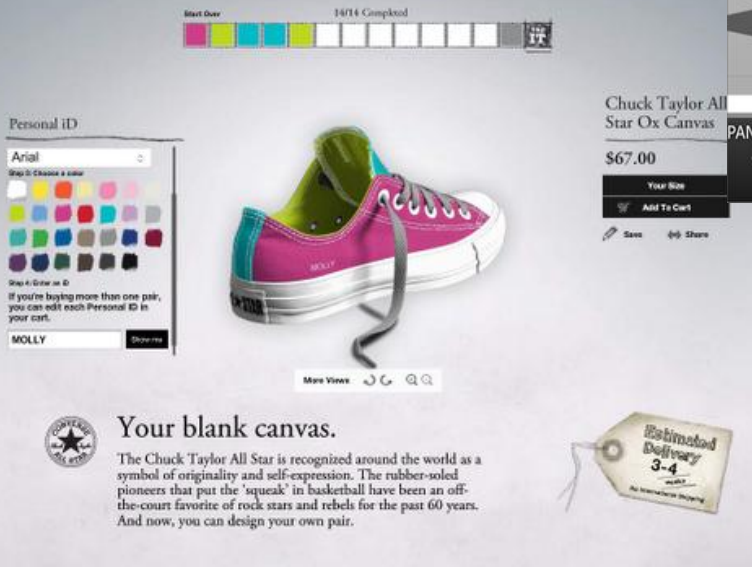 Start Over
14/14 Completed
IT
Personal iD
Arial
Step 3: Choose a color
Step 4: Enter an iD
If you're buying more than one pair,
you can edit each Personal ID in
your cart.
MOLLY
Show me
MOLLY
STAR
More Views
Chuck Taylor All
Star Ox Canvas
$67.00
Your Size
Add To Cart
Save
Share
PAN
CONVERSE
ALL STAR
Your blank canvas.
The Chuck Taylor All Star is recognized around the world as a
symbol of originality and self-expression. The rubber-soled
pioneers that put the 'squeak' in basketball have been an off-
the-court favorite of rock stars and rebels for the past 60 years.
And now, you can design your own pair.
Estimated
Delivery
3-4
weeks
No International Shipping